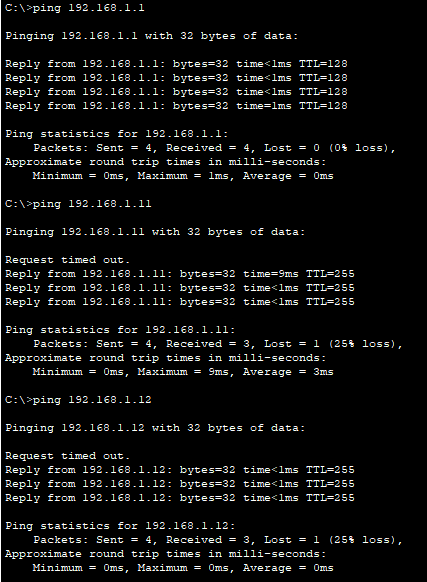 C:\>ping 192.168.1.1
Pinging 192.168.1.1 with 32 bytes of data:
Reply from 192.168.1.1: bytes=32 time<1ms TTL=128
Reply from 192.168.1.1: bytes=32 time<1ms TTL=128
Reply from 192.168.1.1: bytes=32 time<1ms TTL=128
Reply from 192.168.1.1: bytes=32 time=1ms TTL=128
Ping statistics for 192.168.1.1:
    Packets: Sent = 4, Received = 4, Lost = 0 (0% loss),
Approximate round trip times in milli-seconds:
    Minimum = 0ms, Maximum = 1ms, Average = 0ms
C:\>ping 192.168.1.11
Pinging 192.168.1.11 with 32 bytes of data:
Request timed out.
Reply from 192.168.1.11: bytes=32 time=9ms TTL=255
Reply from 192.168.1.11: bytes=32 time<1ms TTL=255
Reply from 192.168.1.11: bytes=32 time<1ms TTL=255
Ping statistics for 192.168.1.11:
    Packets: Sent = 4, Received = 3, Lost = 1 (25% loss),
Approximate round trip times in milli-seconds:
    Minimum = 0ms, Maximum = 9ms, Average = 3ms
C:\>ping 192.168.1.12
Pinging 192.168.1.12 with 32 bytes of data:
Request timed out.
Reply from 192.168.1.12: bytes=32 time<1ms TTL=255
Reply from 192.168.1.12: bytes=32 time<1ms TTL=255
Reply from 192.168.1.12: bytes=32 time<1ms TTL=255
Ping statistics for 192.168.1.12:
    Packets: Sent = 4, Received = 3, Lost = 1 (25% loss),
Approximate round trip times in milli-seconds:
    Minimum = 0ms, Maximum = 0ms, Average = 0ms